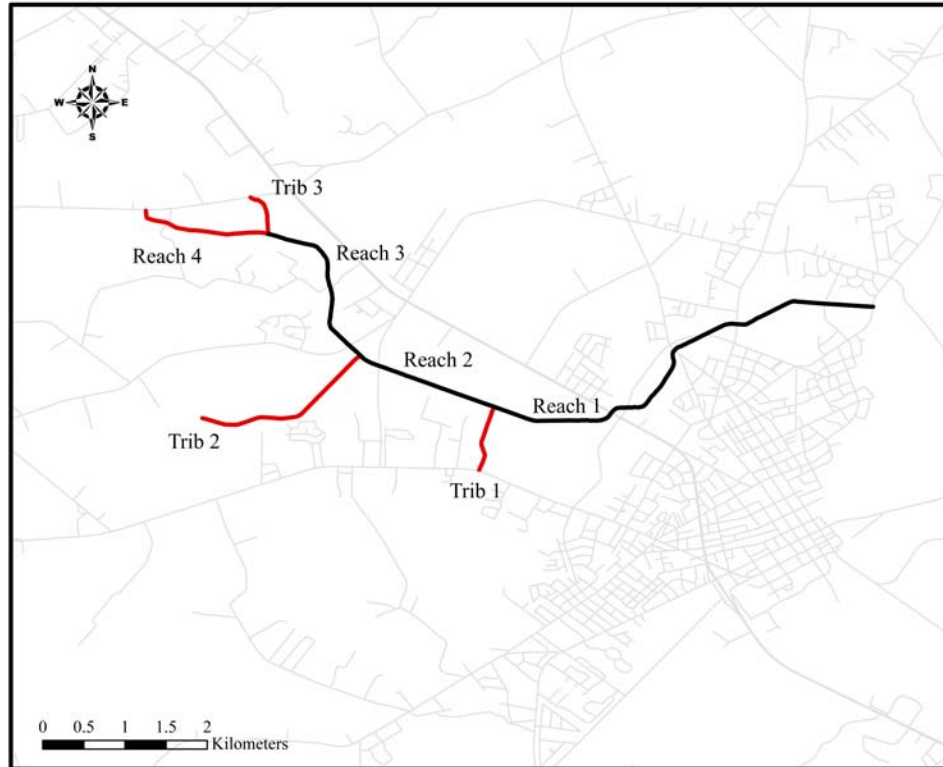 N
W E
S
Trib 3
Reach 4
Reach 3
Reach 2
Reach 1
Trib 2
Trib 1
0 0.5 1 1.5 2
Kilometers